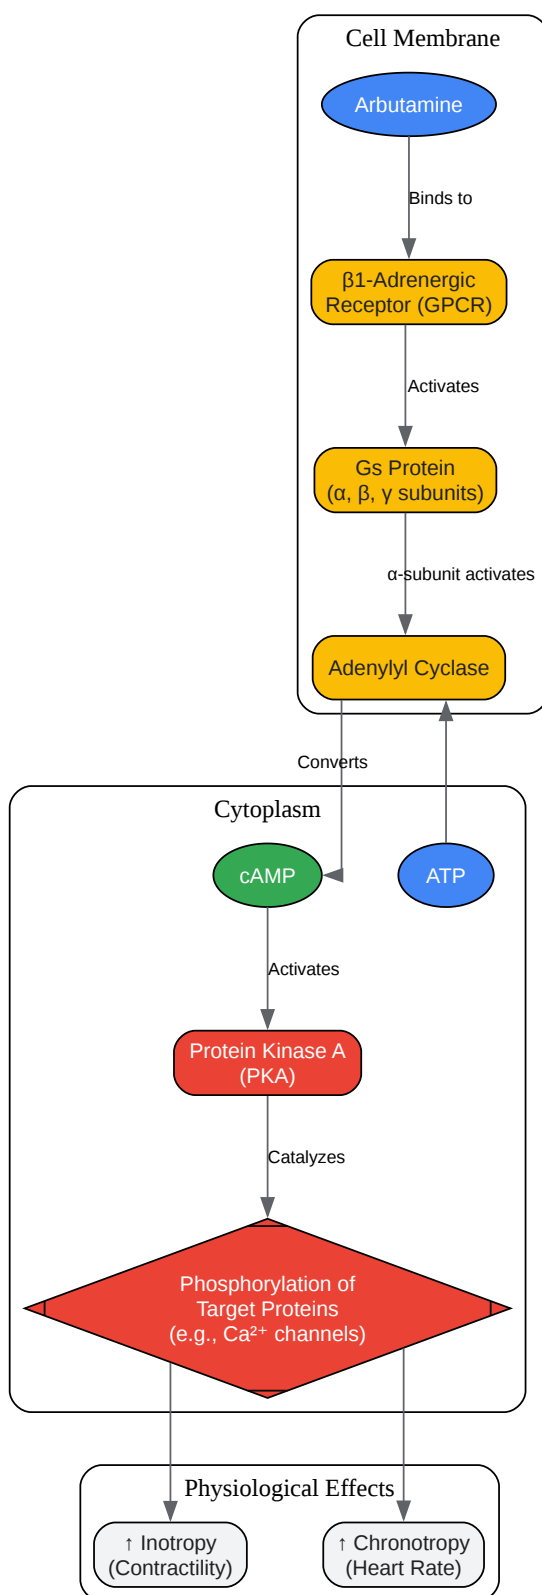 Cell Membrane
Arbutamine
Binds to
β1-Adrenergic
Receptor (GPCR)
Activates
Gs Protein
(α, β, γ subunits)
α-subunit activates
Adenylyl Cyclase
Converts
Cytoplasm
cAMP
ATP
Activates
Protein Kinase A
(PKA)
Catalyzes
Phosphorylation of
Target Proteins
(e.g., Ca²⁺ channels)
Physiological Effects
↑ Inotropy
(Contractility)
↑ Chronotropy
(Heart Rate)